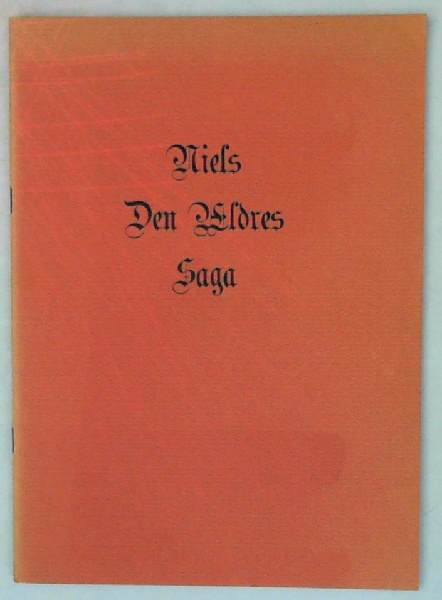 Niels
Den Ældres
Saga